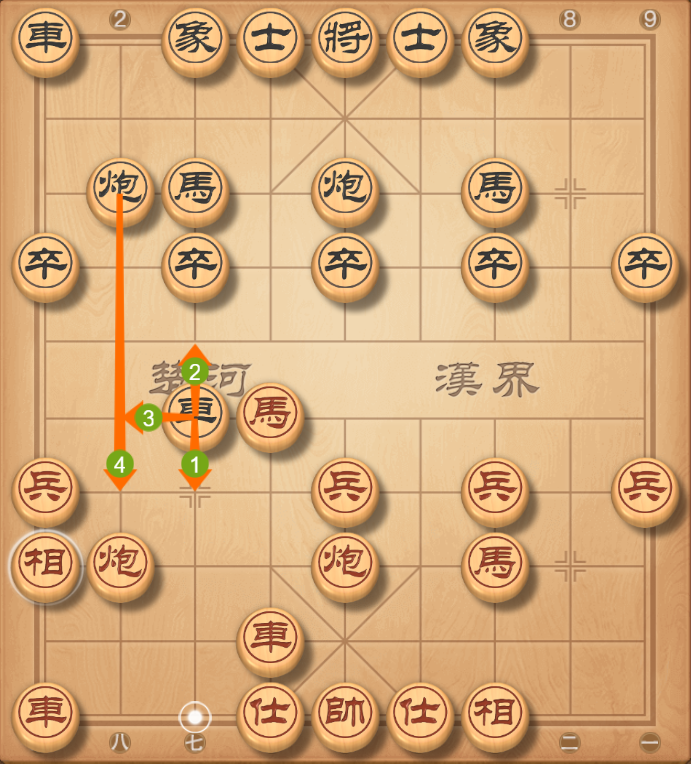 車 2 象 士 將 士 象 8 9
炮 馬 炮 馬
卒 卒 卒 卒 卒
2 楚河 漢界
3 車 馬
4 1
兵 兵 兵 兵
相 炮 炮 馬
車
車 仕 帥 仕 相
八 七 二 一